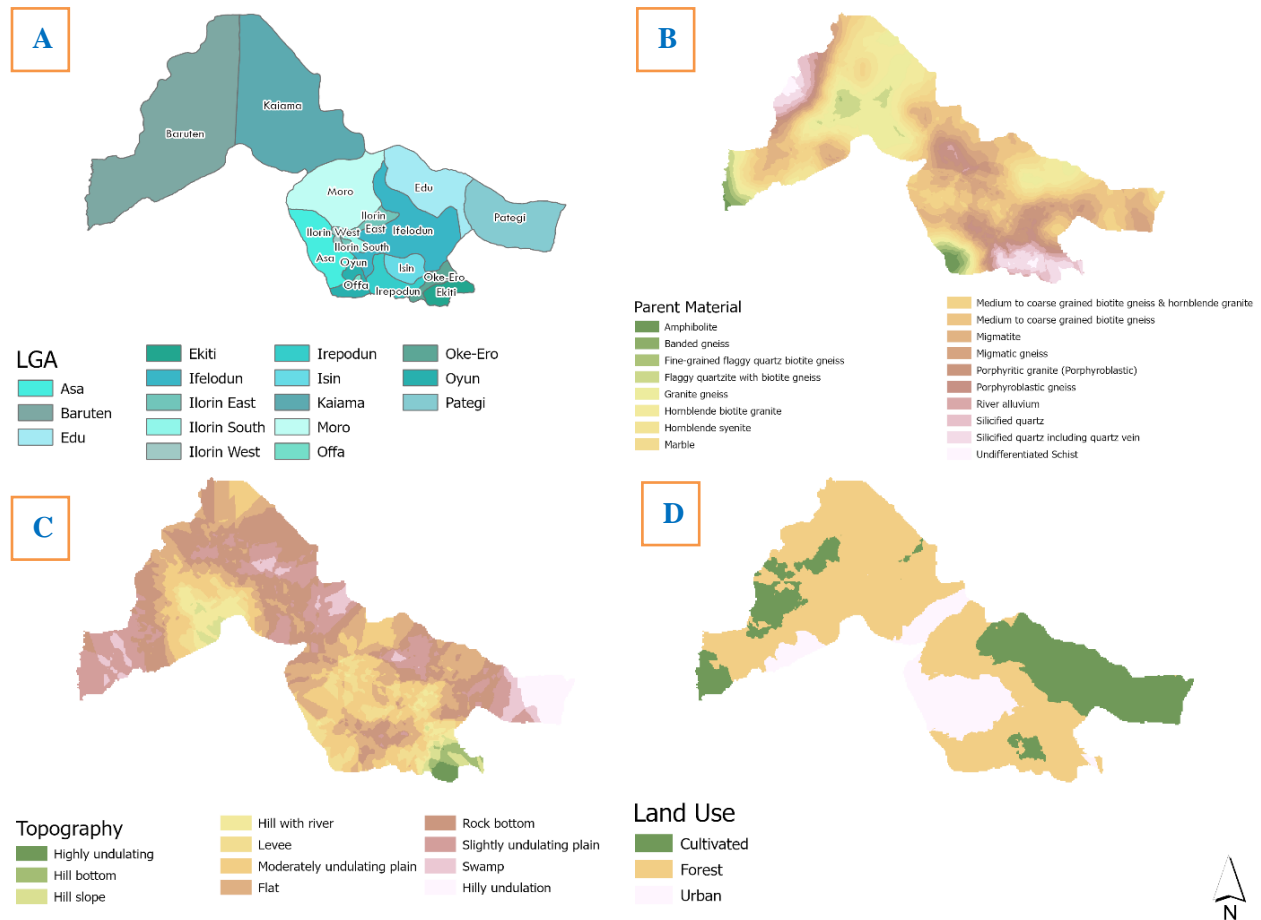 A
Baruten
Kaiama
Moro
Edu
Pategi
Ilorin
East
Ilorin West
Ifelodun
Ilorin South
Asa
Oyun
Isin
Offa
Irepodun
Oke-Ero
Ekiti
LGA
Asa
Baruten
Edu
Ekiti
Ifelodun
Ilorin East
Ilorin South
Ilorin West
Irepodun
Isin
Kaiama
Moro
Offa
Oke-Ero
Oyun
Pategi
B
Parent Material
Amphibolite
Banded gneiss
Fine-grained flaggy quartz biotite gneiss
Flaggy quartzite with biotite gneiss
Granite gneiss
Hornblende biotite granite
Hornblende syenite
Marble
Medium to coarse grained biotite gneiss & hornblende granite
Medium to coarse grained biotite gneiss
Migmatite
Migmatic gneiss
Porphyritic granite (Porphyroblastic)
Porphyroblastic gneiss
River alluvium
Silicified quartz
Silicified quartz including quartz vein
Undifferentiated Schist
C
Topography
Highly undulating
Hill bottom
Hill slope
Hill with river
Levee
Moderately undulating plain
Flat
Rock bottom
Slightly undulating plain
Swamp
Hilly undulation
D
Land Use
Cultivated
Forest
Urban
N